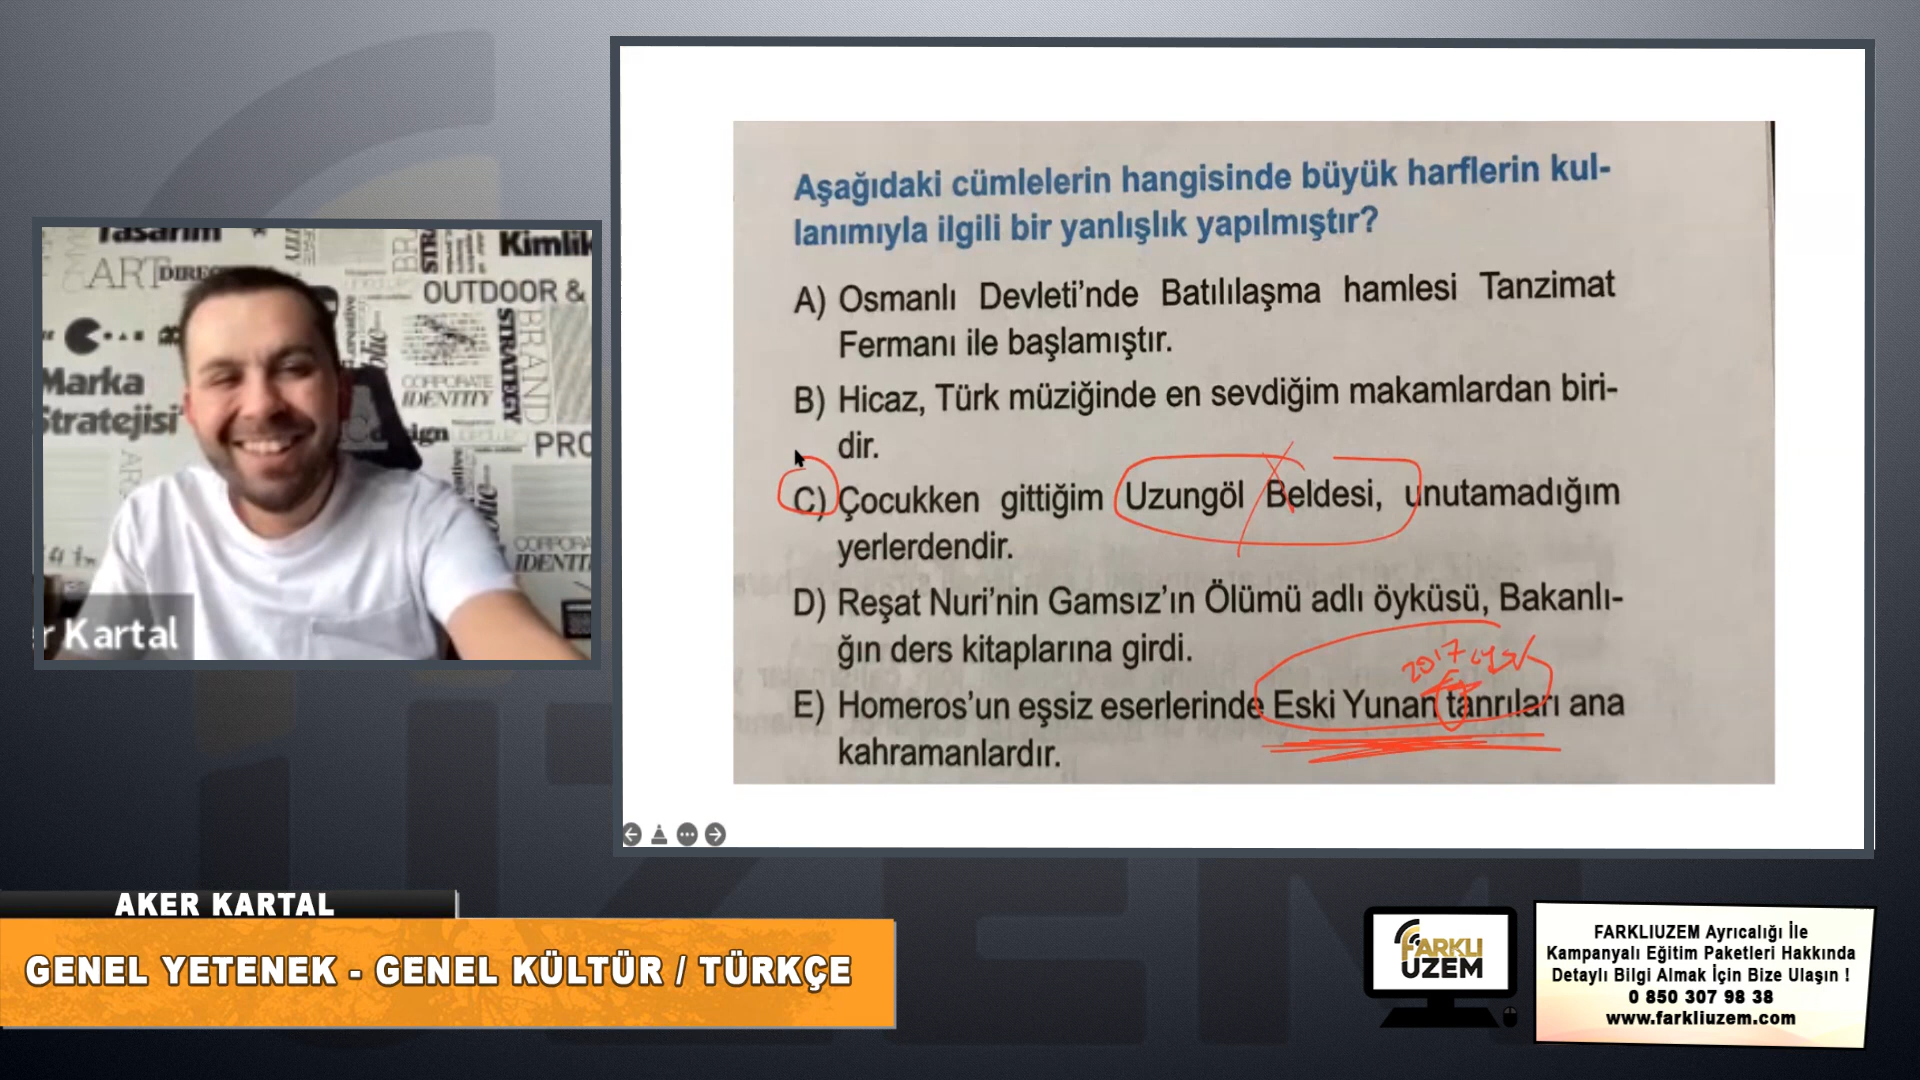 Tasarım
Kimlik
ART DIREC
OUTDOOR &
STRATEGY
BRAND
Marka
Stratejisi
CORPORATE
IDENTITY
PRO
r Kartal
Aşağıdaki cümlelerin hangisinde büyük harflerin kul-
lanımıyla ilgili bir yanlışlık yapılmıştır?
A) Osmanlı Devleti’nde Batılılaşma hamlesi Tanzimat
Fermanı ile başlamıştır.
B) Hicaz, Türk müziğinde en sevdiğim makamlardan biri-
dir.
C) Çocukken gittiğim Uzungöl Beldesi, unutamadığım
yerlerdendir.
D) Reşat Nuri’nin Gamsız’ın Ölümü adlı öyküsü, Bakanlı-
ğın ders kitaplarına girdi.
2017
E) Homeros’un eşsiz eserlerinde Eski Yunan tanrıları ana
kahramanlardır.
AKER KARTAL
GENEL YETENEK - GENEL KÜLTÜR / TÜRKÇE
FARKLI
UZEM
FARKLIUZEM Ayrıcalığı İle
Kampanyalı Eğitim Paketleri Hakkında
Detaylı Bilgi Almak İçin Bize Ulaşın !
0 850 307 98 38
www.farkliuzem.com